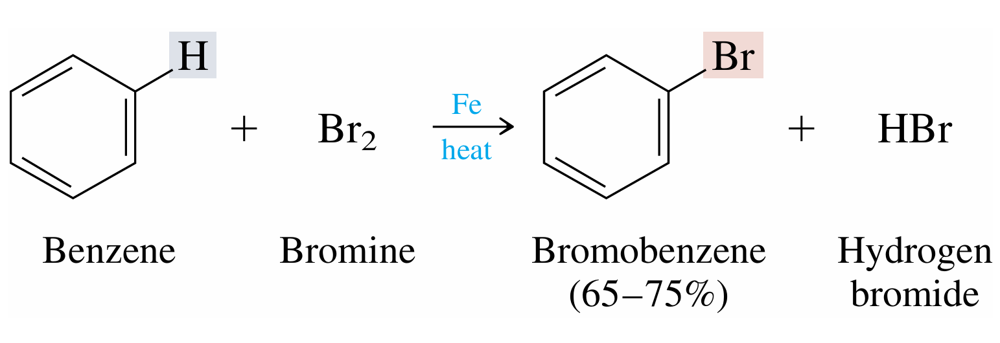 H + Br₂ Fe heat Br + HBr
Benzene Bromine Bromobenzene Hydrogen
(65–75%) bromide